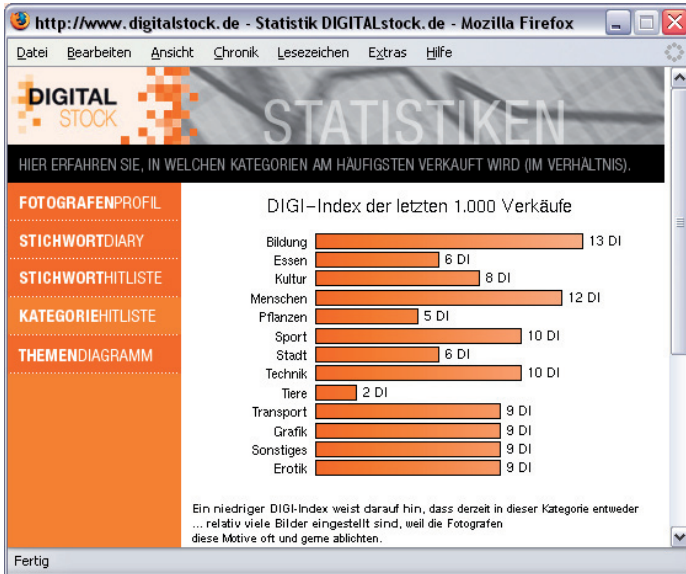 http://www.digitalstock.de - Statistik DIGITALstock.de - Mozilla Firefox
Datei Bearbeiten Ansicht Chronik Lesezeichen Extras Hilfe
DIGITAL
STOCK
STATISTIKEN
HIER ERFAHREN SIE, IN WELCHEN KATEGORIEN AM HÄUFIGSTEN VERKAUFT WIRD (IM VERHÄLTNIS).
FOTOGRAFENPROFIL
STICHWORTDIARY
STICHWORTHITLISTE
KATEGORIEHITLISTE
THEMENDIAGRAMM
DIGI-Index der letzten 1.000 Verkäufe
Bildung 13 DI
Essen 6 DI
Kultur 8 DI
Menschen 12 DI
Pflanzen 5 DI
Sport 10 DI
Stadt 6 DI
Technik 10 DI
Tiere 2 DI
Transport 9 DI
Grafik 9 DI
Sonstiges 9 DI
Erotik 9 DI
Ein niedriger DIGI-Index weist darauf hin, dass derzeit in dieser Kategorie entweder
... relativ viele Bilder eingestellt sind, weil die Fotografen
diese Motive oft und gerne ablichten.
Fertig